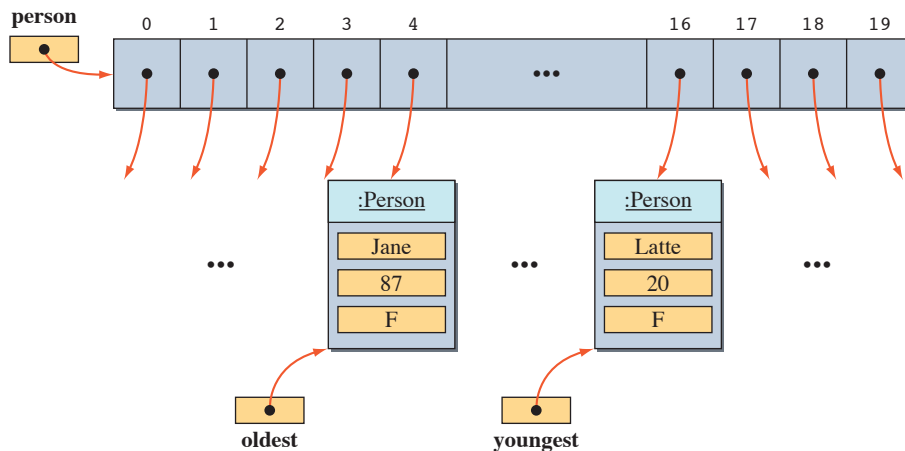 person
0 1 2 3 4 16 17 18 19
:Person :Person
Jane Latte
87 20
F F
oldest youngest